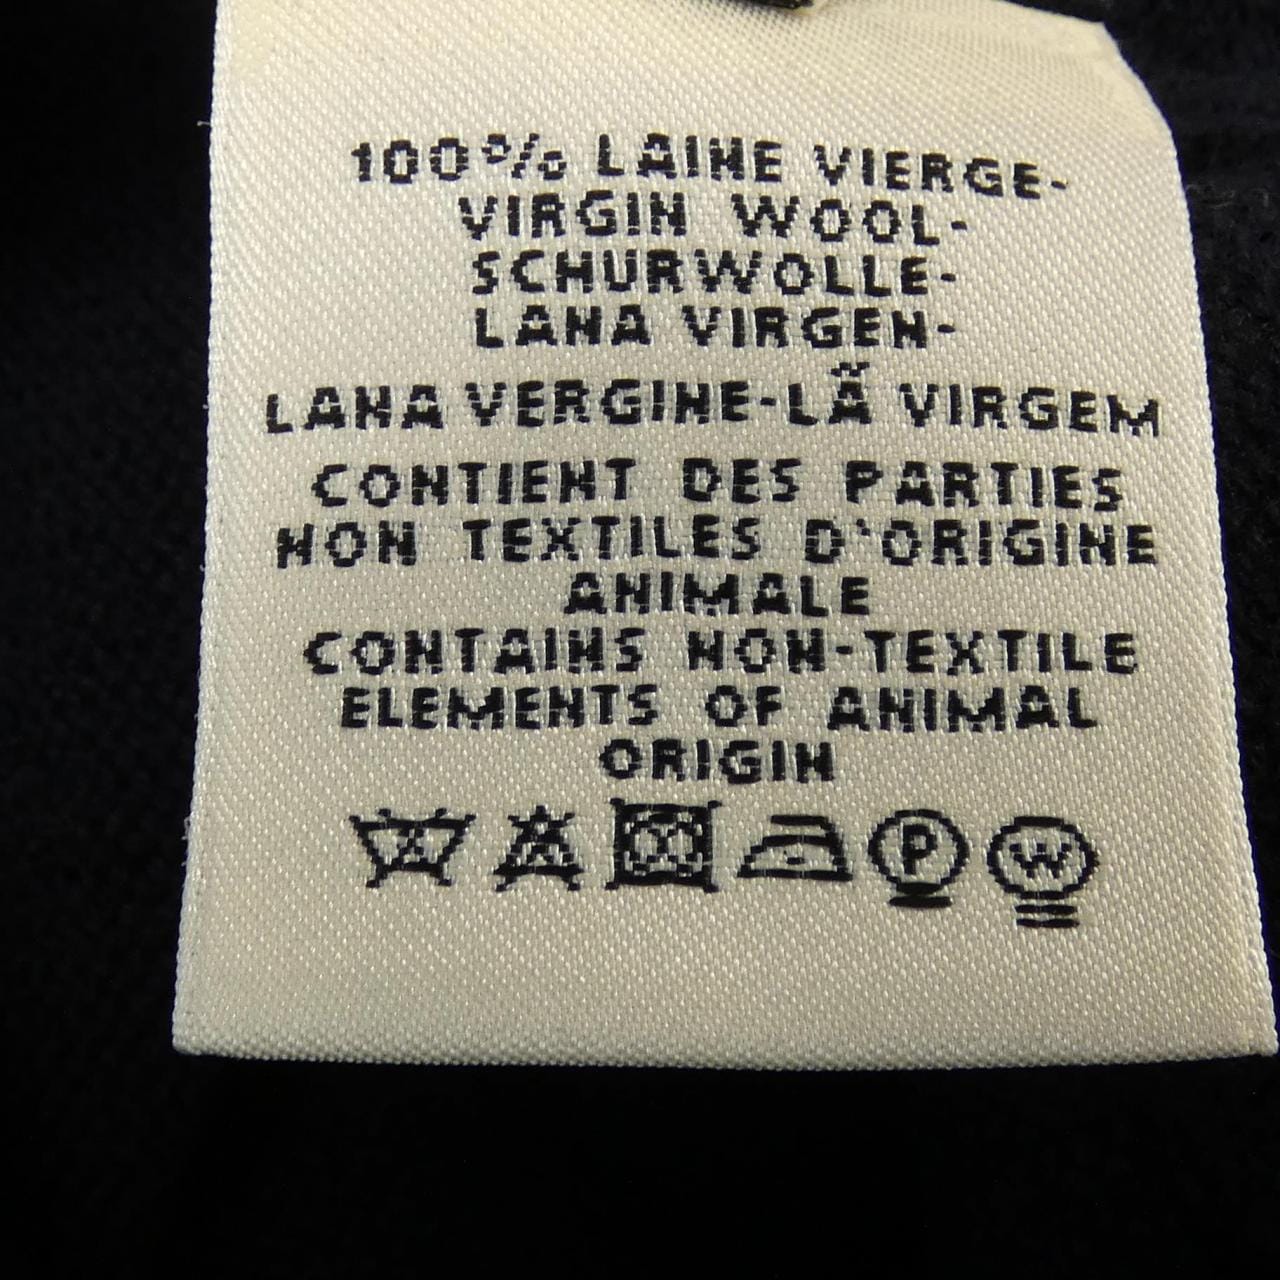 100% LAINE VIERGE-
VIRGIN WOOL-
SCHURWOLLE-
LANA VIRGEN-
LANA VERGINE-LÃ VIRGEM
CONTIENT DES PARTIES
NON TEXTILES D'ORIGINE
ANIMALE
CONTAINS NON-TEXTILE
ELEMENTS OF ANIMAL
ORIGIN
P W